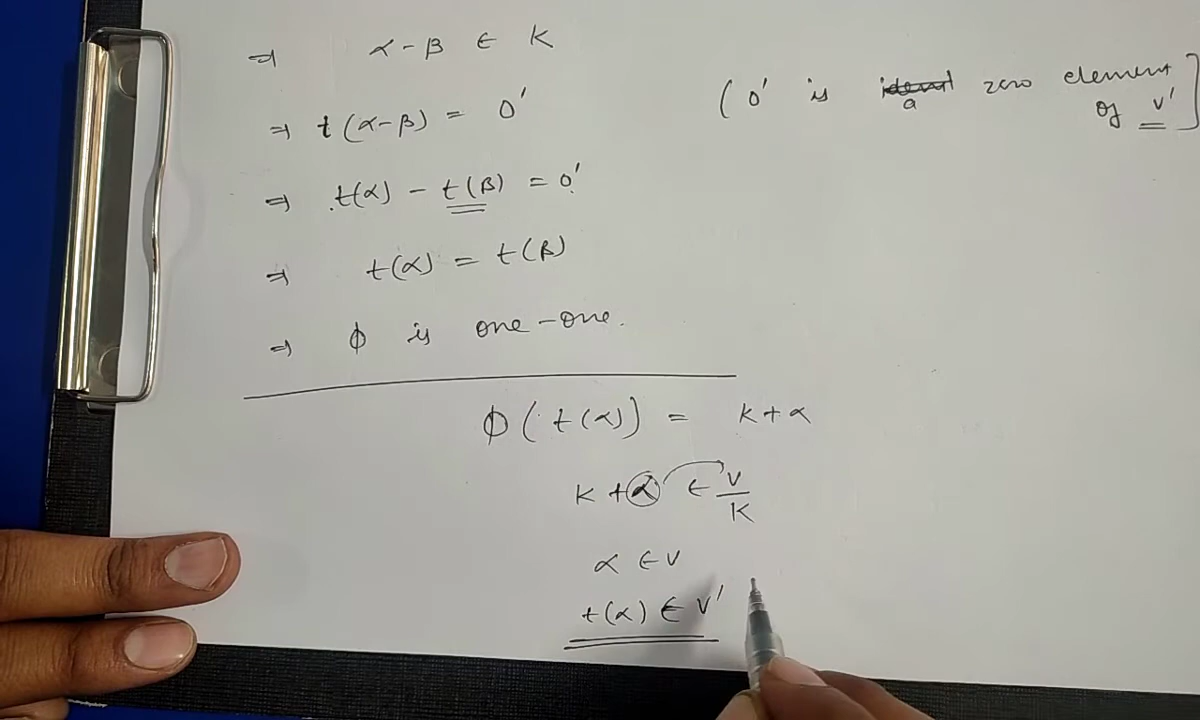 ⇒ α - β ∈ K
⇒ t(α-β) = 0' (0' is a zero element of v']
⇒ t(α) - t(β) = 0'
⇒ t(α) = t(β)
⇒ ϕ is one-one.
ϕ(t(α)) = K+α
K+α ∈ V/K
α ∈ V
t(α) ∈ V'